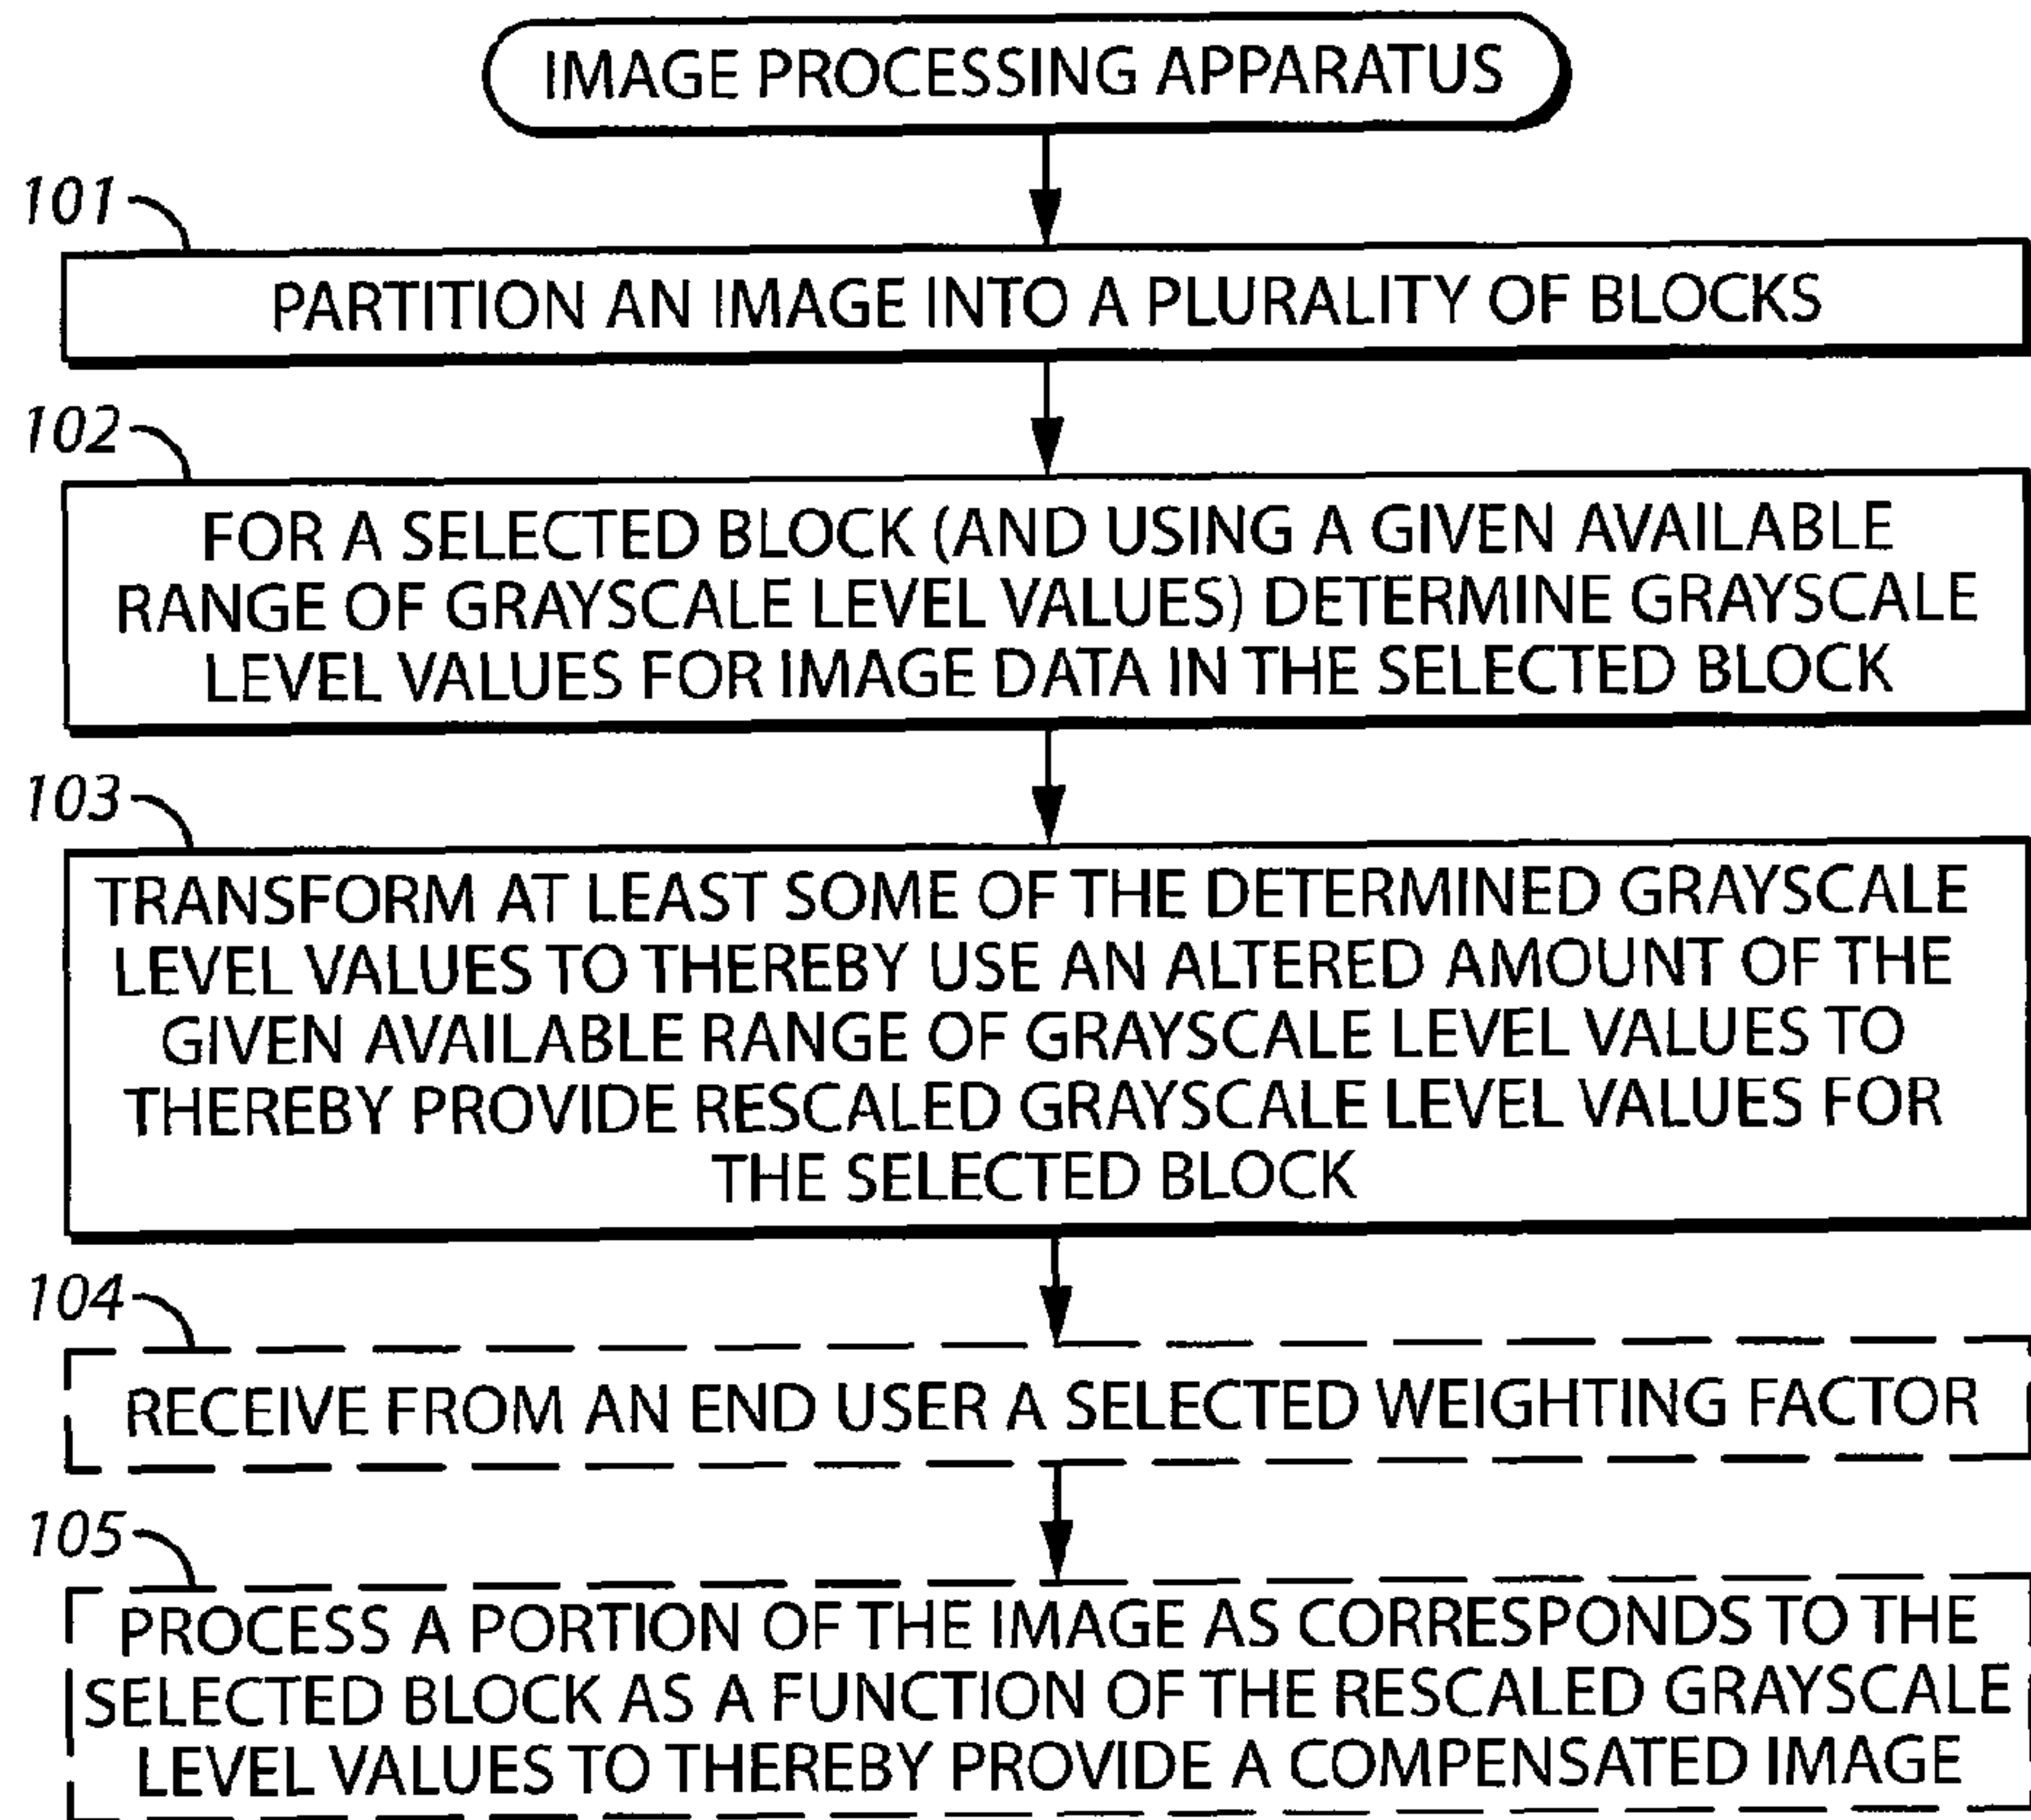 IMAGE PROCESSING APPARATUS
101
PARTITION AN IMAGE INTO A PLURALITY OF BLOCKS
102
FOR A SELECTED BLOCK (AND USING A GIVEN AVAILABLE
RANGE OF GRAYSCALE LEVEL VALUES) DETERMINE GRAYSCALE
LEVEL VALUES FOR IMAGE DATA IN THE SELECTED BLOCK
103
TRANSFORM AT LEAST SOME OF THE DETERMINED GRAYSCALE
LEVEL VALUES TO THEREBY USE AN ALTERED AMOUNT OF THE
GIVEN AVAILABLE RANGE OF GRAYSCALE LEVEL VALUES TO
THEREBY PROVIDE RESCALED GRAYSCALE LEVEL VALUES FOR
THE SELECTED BLOCK
104
RECEIVE FROM AN END USER A SELECTED WEIGHTING FACTOR
105
PROCESS A PORTION OF THE IMAGE AS CORRESPONDS TO THE
SELECTED BLOCK AS A FUNCTION OF THE RESCALED GRAYSCALE
LEVEL VALUES TO THEREBY PROVIDE A COMPENSATED IMAGE